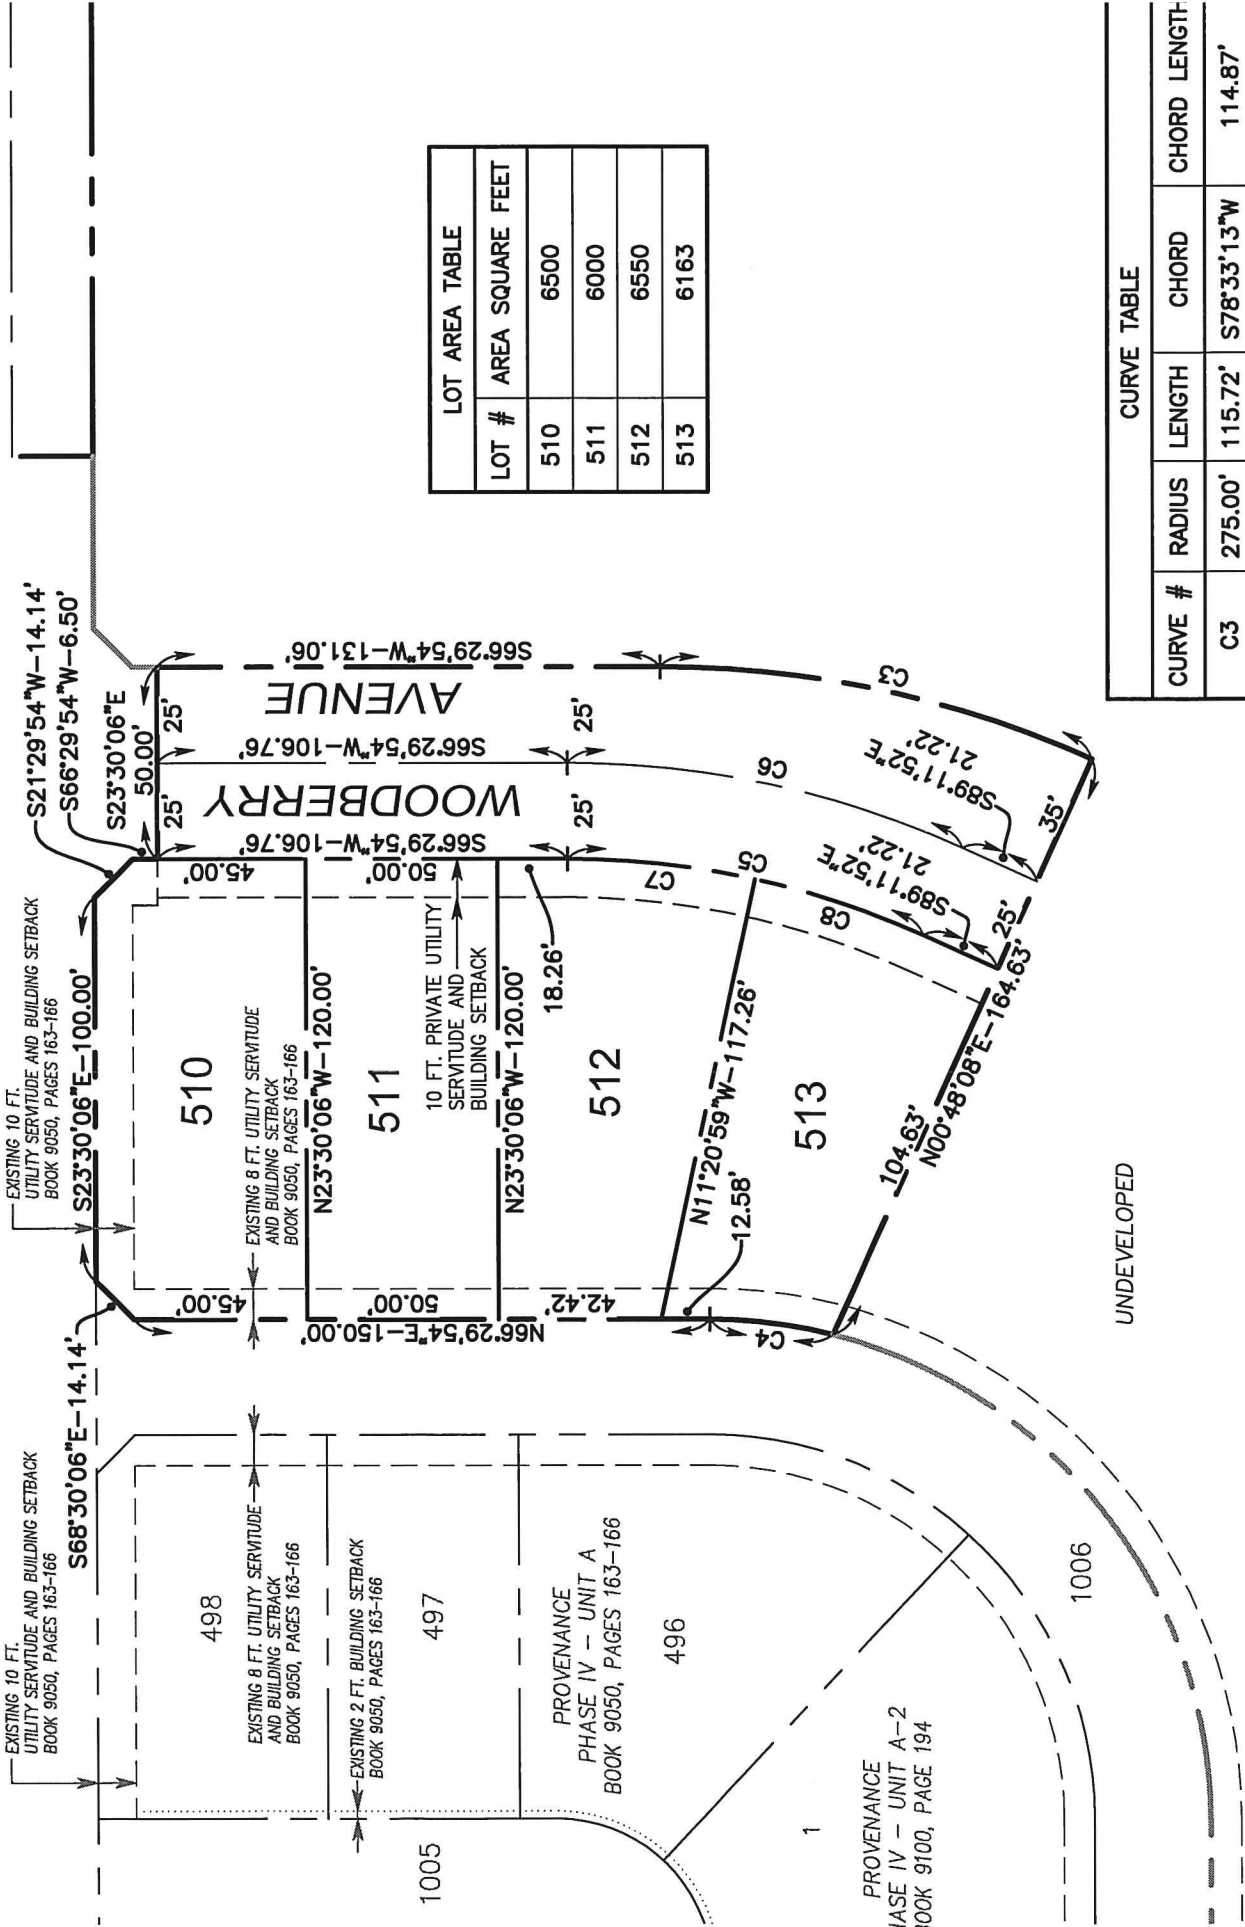 EXISTING 10 FT.
UTILITY SERVITUDE AND BUILDING SETBACK
BOOK 9050, PAGES 163-166
S68°30'06"E-14.14'
EXISTING 10 FT.
UTILITY SERVITUDE AND BUILDING SETBACK
BOOK 9050, PAGES 163-166
S23°30'06"E-100.00'
S21°29'54"W-14.14'
S66°29'54"W-6.50'
S23°30'06"E
50.00'
25'
25'
498
EXISTING 8 FT. UTILITY SERVITUDE
AND BUILDING SETBACK
BOOK 9050, PAGES 163-166
EXISTING 2 FT. BUILDING SETBACK
BOOK 9050, PAGES 163-166
497
1005
PROVENANCE
PHASE IV - UNIT A
BOOK 9050, PAGES 163-166
496
1
PROVENANCE
HASE IV - UNIT A-2
BOOK 9100, PAGE 194
1006
45.00'
50.00'
42.42'
N66°29'54"E-150.00'
12.58'
C4
510
EXISTING 8 FT. UTILITY SERVITUDE
AND BUILDING SETBACK
BOOK 9050, PAGES 163-166
N23°30'06"W-120.00'
511
10 FT. PRIVATE UTILITY
SERVITUDE AND
BUILDING SETBACK
N23°30'06"W-120.00'
18.26'
512
N11°20'59"W-117.26'
513
104.63'
N00°48'08"E-164.63'
45.00'
50.00'
S66°29'54"W-106.76'
WOODBERRY
AVENUE
S66°29'54"W-106.76'
S66°29'54"W-131.06'
25'
25'
C7
C5
C8
C6
C3
S89°11'52"E
21.22'
S89°11'52"E
21.22'
25'
35'
UNDEVELOPED
LOT AREA TABLE
LOT # AREA SQUARE FEET
510 6500
511 6000
512 6550
513 6163
CURVE TABLE
CURVE # RADIUS LENGTH CHORD CHORD LENGTH
C3 275.00' 115.72' S78°33'13"W 114.87'